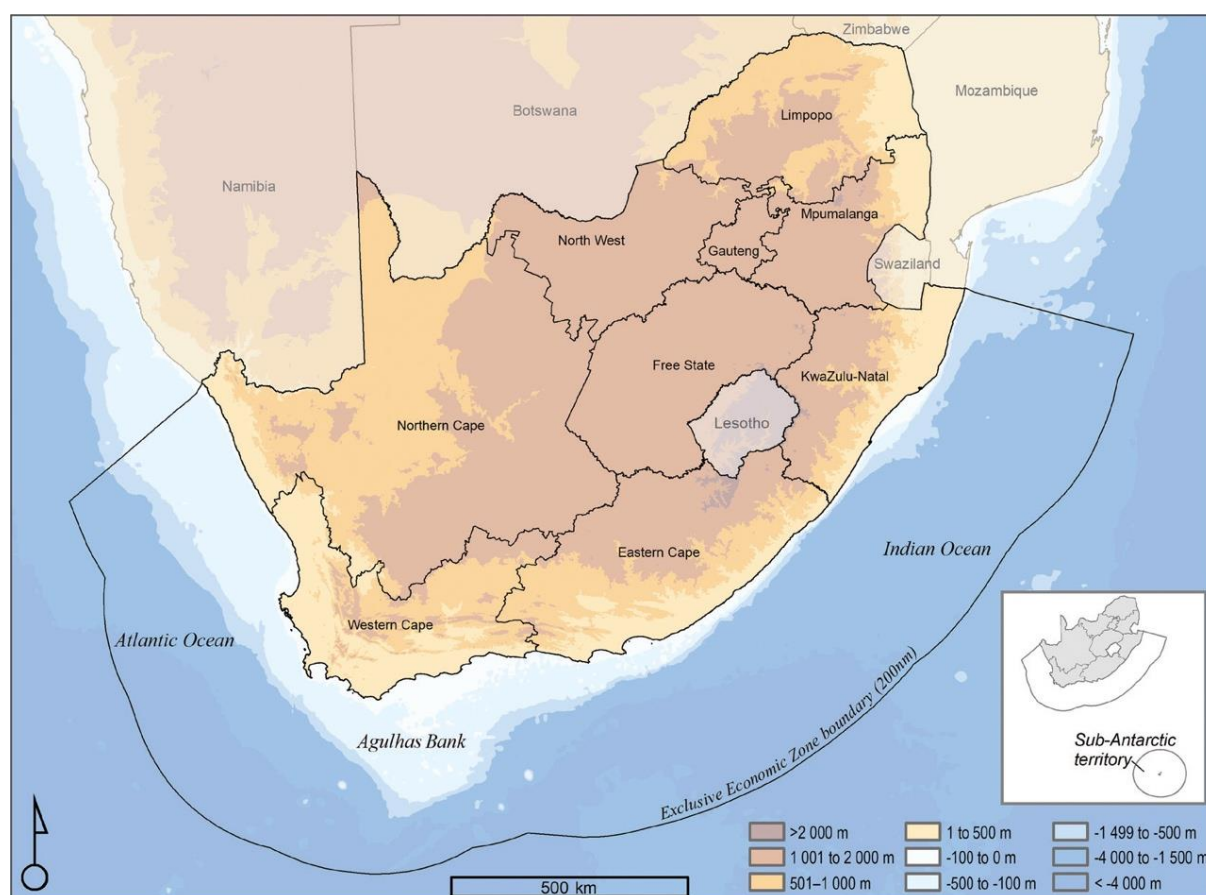 Zimbabwe
Mozambique
Botswana
Limpopo
Namibia
Mpumalanga
North West
Gauteng
Swaziland
Free State
KwaZulu-Natal
Lesotho
Northern Cape
Eastern Cape
Indian Ocean
Western Cape
Atlantic Ocean
Agulhas Bank
Exclusive Economic Zone boundary (200nm)
Sub-Antarctic
territory
>2 000 m
1 001 to 2 000 m
501–1 000 m
1 to 500 m
-100 to 0 m
-500 to -100 m
-1 499 to -500 m
-4 000 to -1 500 m
< -4 000 m
500 km